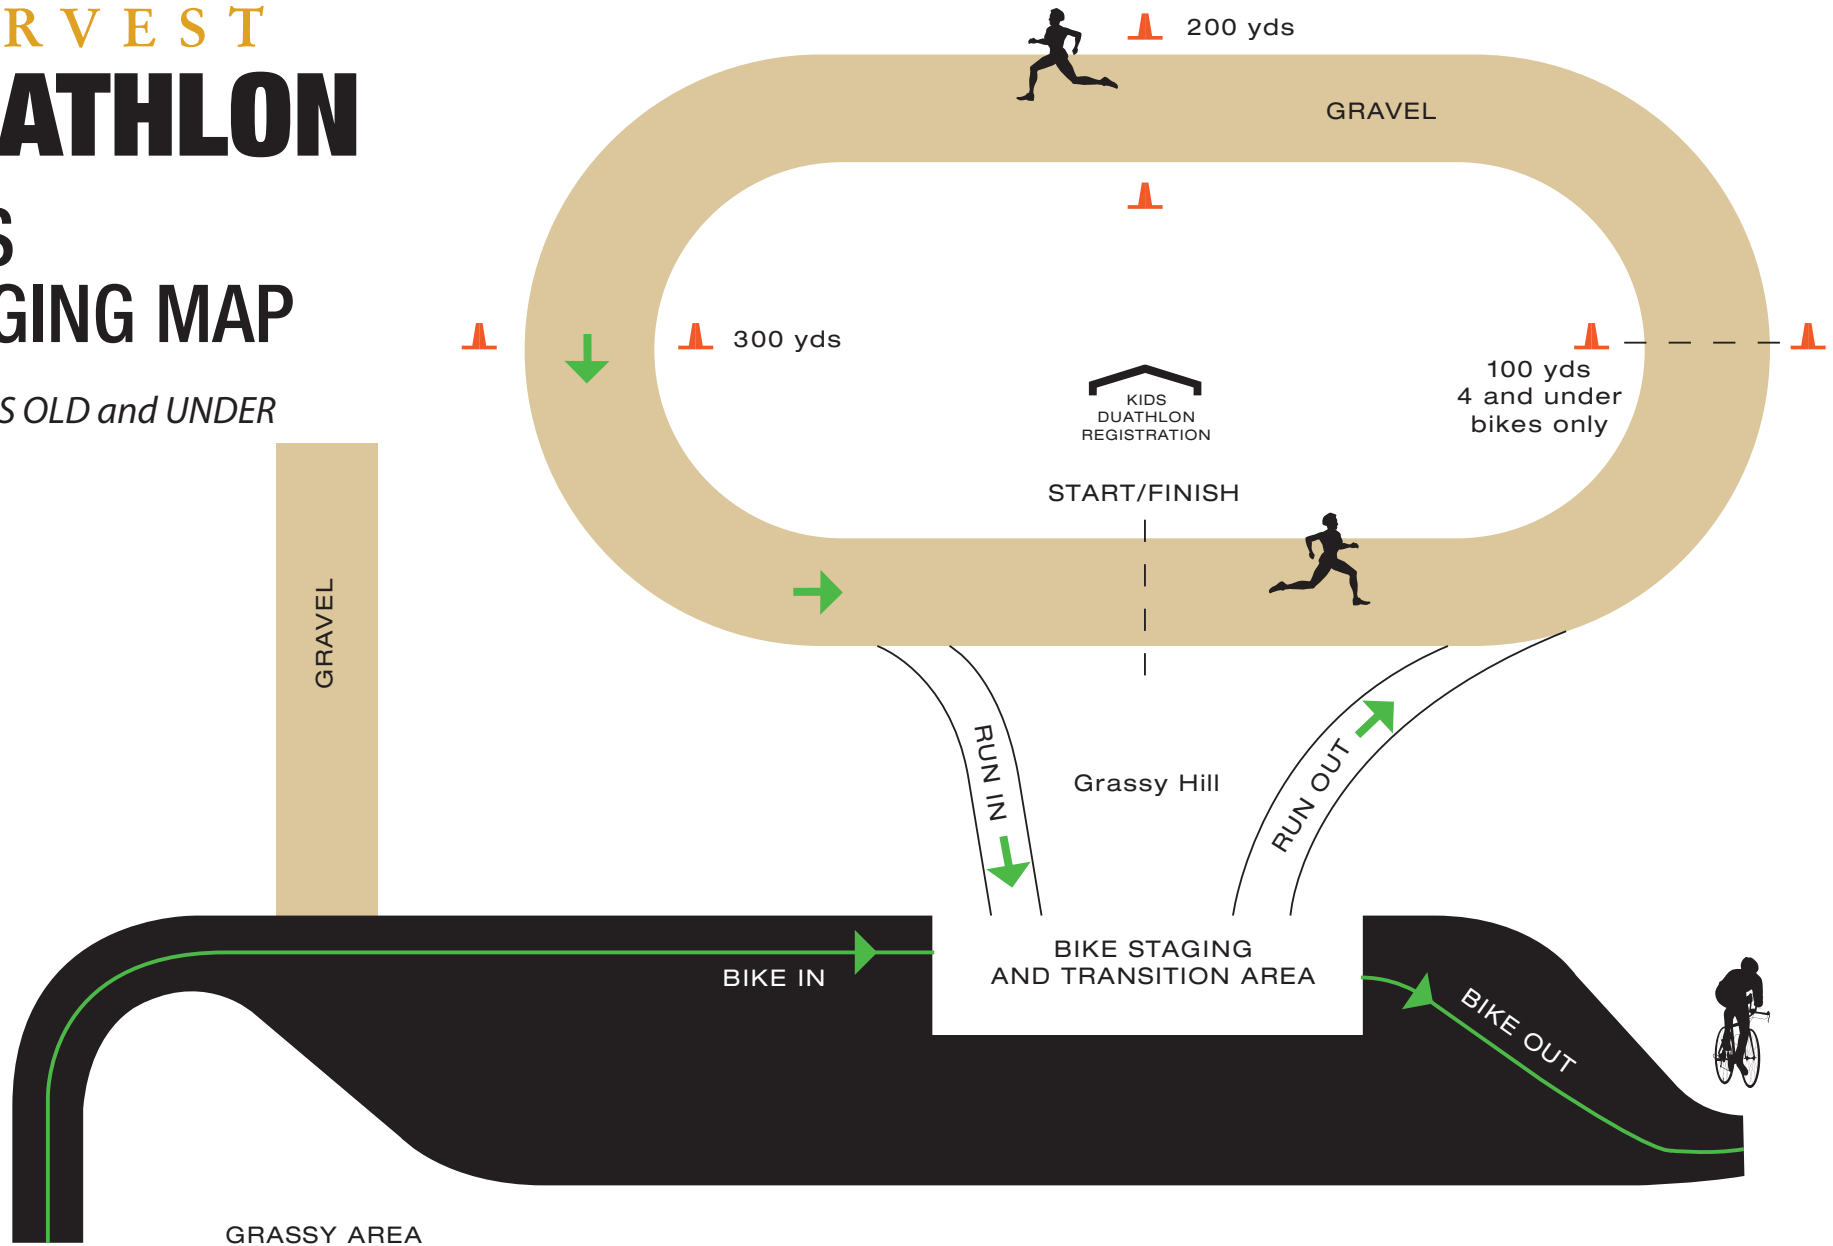 RVEST
ATHLON
S
GING MAP
S OLD and UNDER
200 yds
GRAVEL
300 yds
100 yds
4 and under
bikes only
KIDS
DUATHLON
REGISTRATION
START/FINISH
GRAVEL
RUN IN
Grassy Hill
RUN OUT
BIKE IN
BIKE STAGING
AND TRANSITION AREA
BIKE OUT
GRASSY AREA